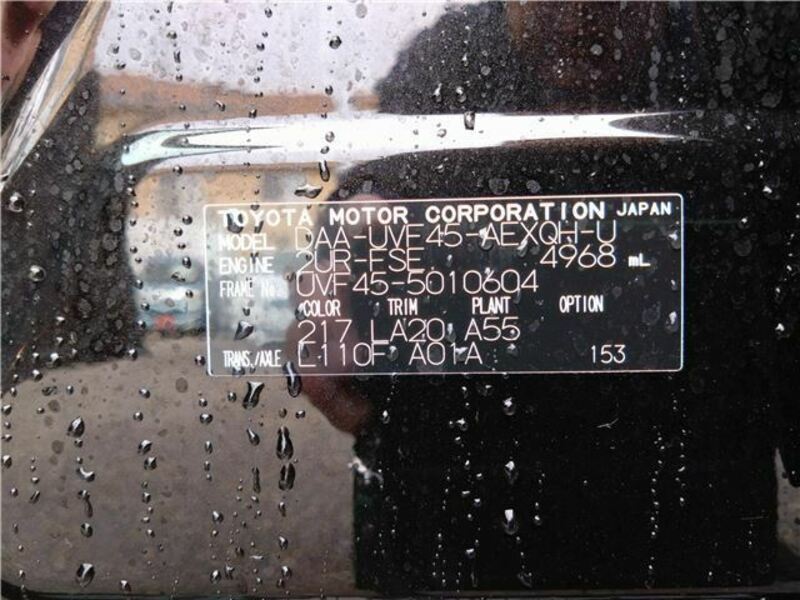 TOYOTA MOTOR CORPORATION JAPAN
MODEL DAA-UVF45-AEXQH-U
ENGINE 2UR-FSE, 4968 mL
FRAME No. UVF45-5010604
COLOR TRIM PLANT OPTION
217 LA20 A55
TRANS./AXLE L110F A01A 153